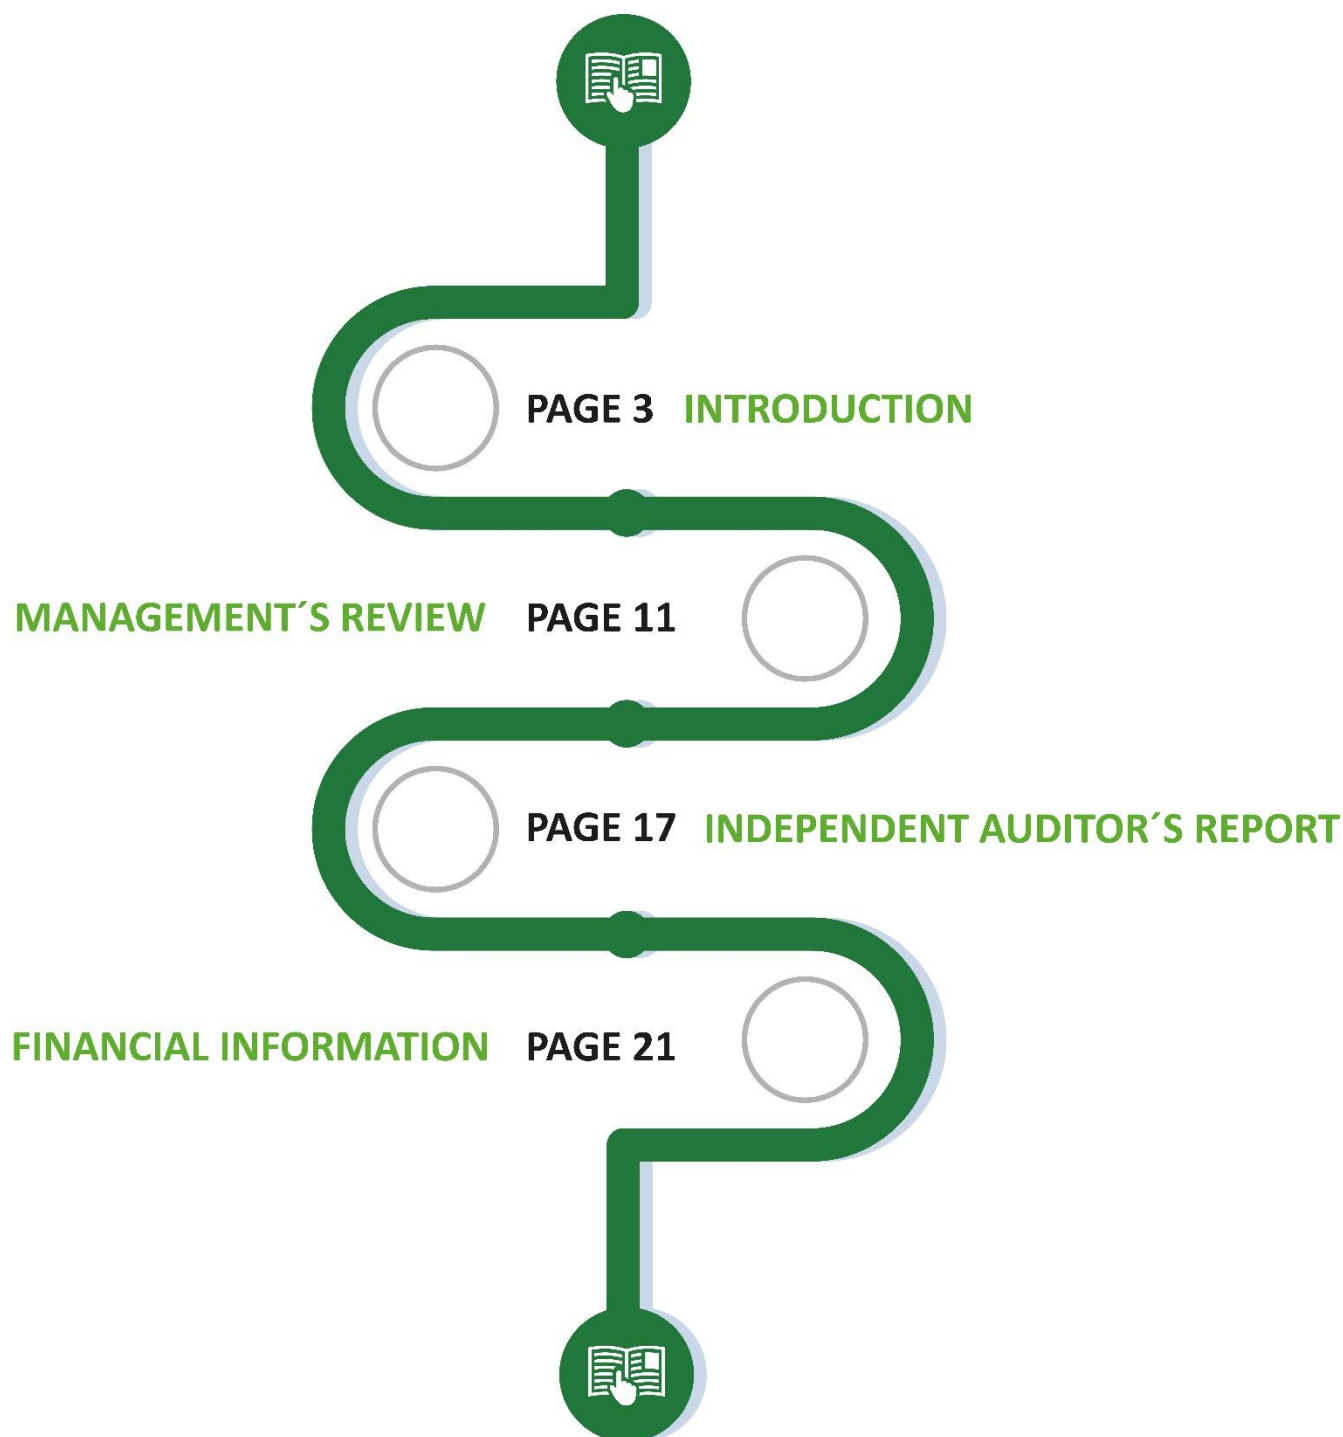 PAGE 3 INTRODUCTION
MANAGEMENT´S REVIEW PAGE 11
PAGE 17 INDEPENDENT AUDITOR´S REPORT
FINANCIAL INFORMATION PAGE 21